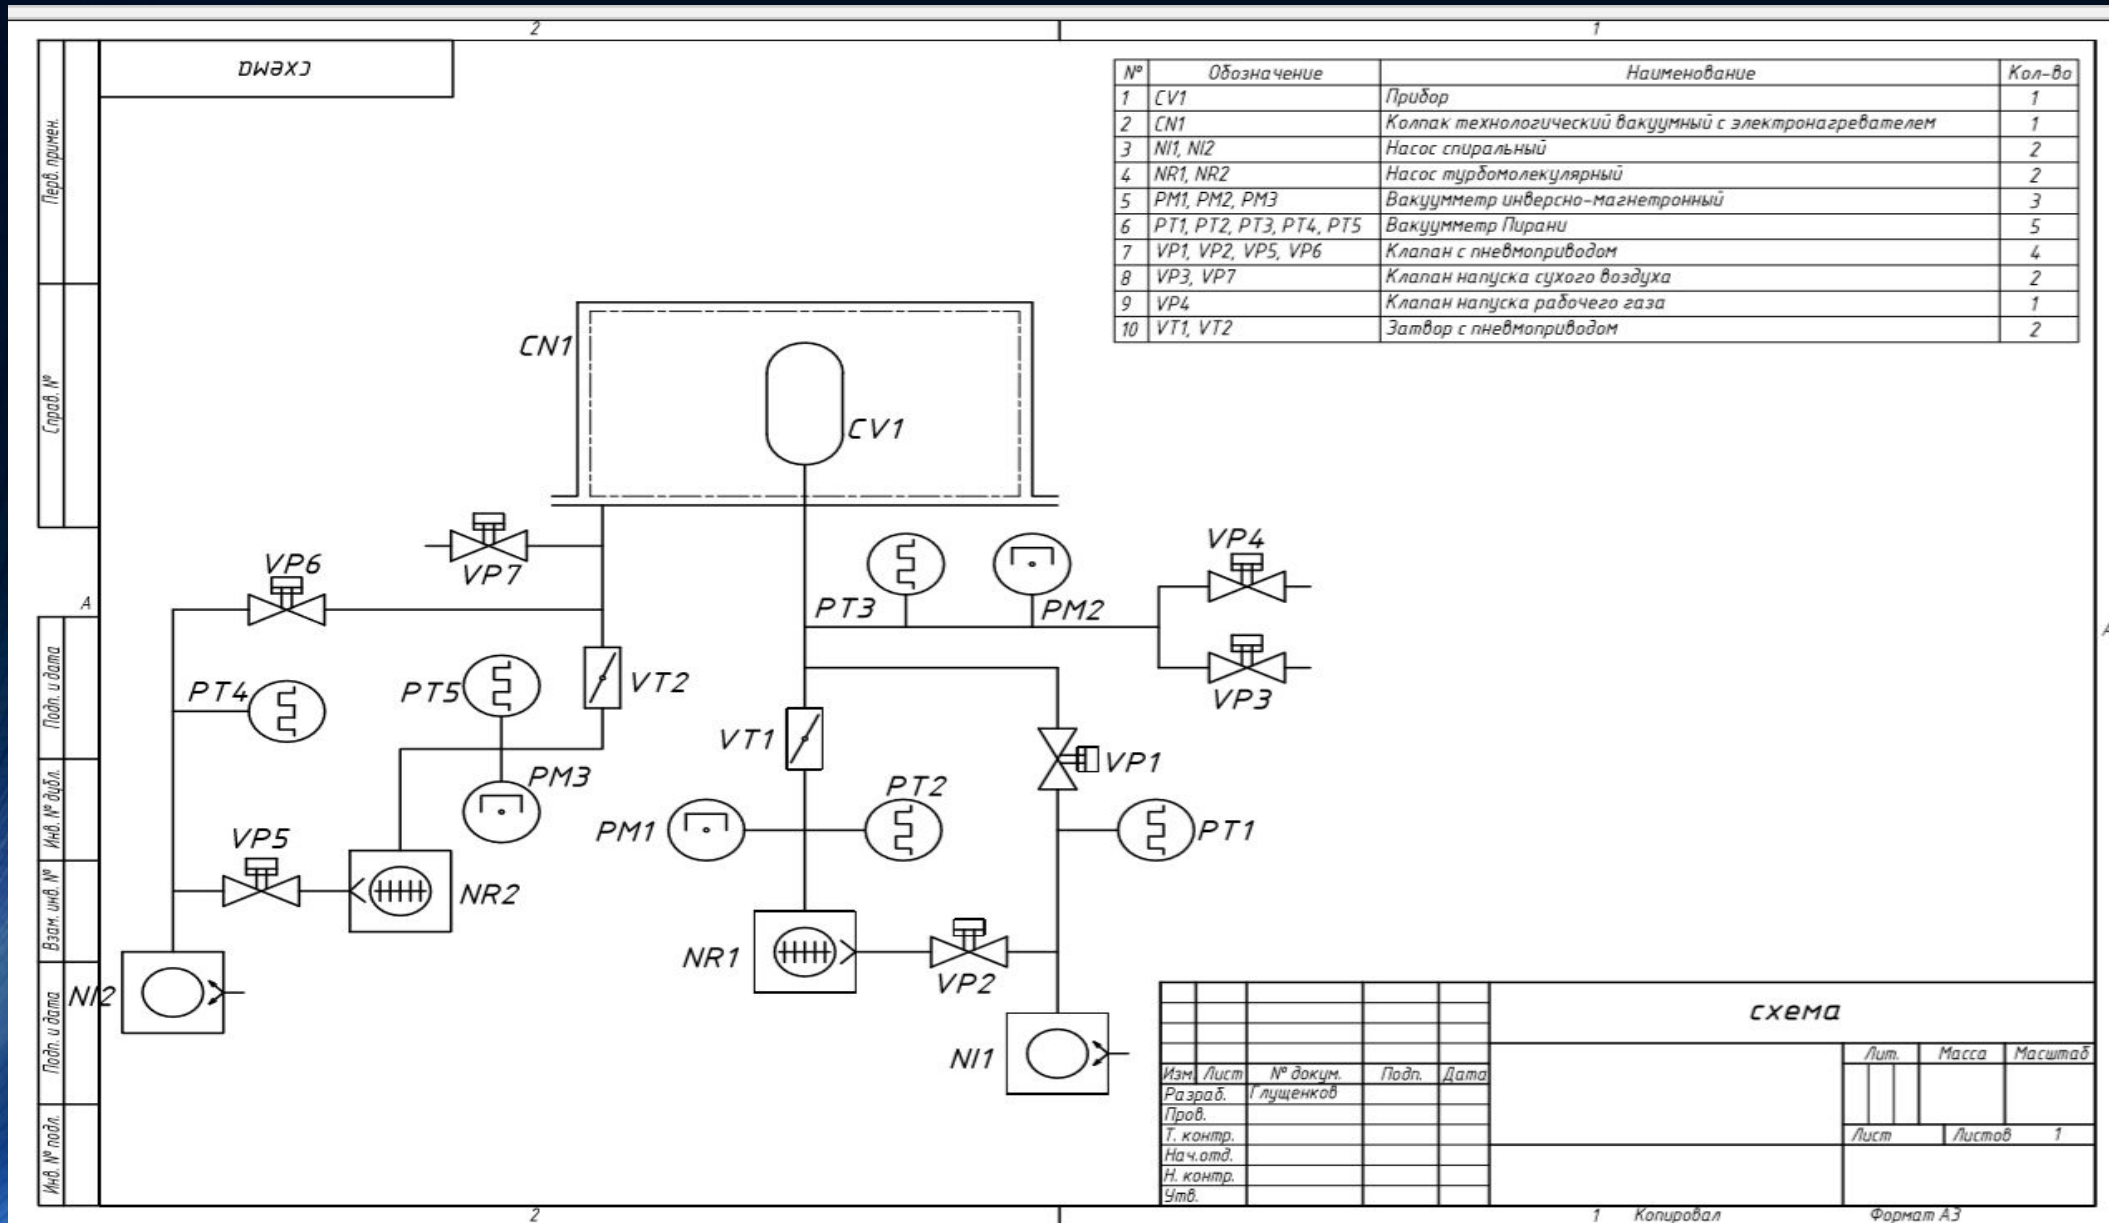 2
1
схема
№ Обозначение Наименование Кол-во
1 CV1 Прибор 1
2 CN1 Колпак технологический вакуумный с электронагревателем 1
3 NI1, NI2 Насос спиральный 2
4 NR1, NR2 Насос турбомолекулярный 2
5 PM1, PM2, PM3 Вакуумметр инверсно-магнетронный 3
6 PT1, PT2, PT3, PT4, PT5 Вакуумметр Пирани 5
7 VP1, VP2, VP5, VP6 Клапан с пневмоприводом 4
8 VP3, VP7 Клапан напуска сухого воздуха 2
9 VP4 Клапан напуска рабочего газа 1
10 VT1, VT2 Затвор с пневмоприводом 2
Перв. примен.
Справ. №
Подп. и дата
Инв. № дубл.
Взам. инв. №
Подп. и дата
Инв. № подл.
A
A
CN1
CV1
VP7
VP6
VP4
PT3
PM2
VP3
PT4
PT5
VT2
VT1
VP1
PM3
PT2
PM1
PT1
VP5
NR2
NR1
VP2
NI2
NI1
схема
Лит. Масса Масштаб
Изм. Лист № докум. Подп. Дата
Разраб. Глущенков
Пров.
Т. контр.
Лист Листов 1
Нач.отд.
Н. контр.
Утв.
2
1 Копировал Формат А3